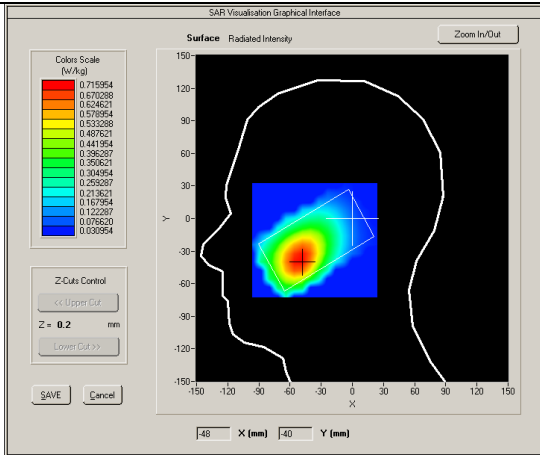 SAR Visualisation Graphical Interface
Surface Radiated Intensity
Zoom In/Out
Colors Scale
(W/kg)
0.715954
0.670288
0.624621
0.578954
0.533288
0.487621
0.441954
0.396287
0.350621
0.304954
0.259287
0.213621
0.167954
0.122287
0.076620
0.030954
Z-Cuts Control
<< Upper Cut
Z = 0.2 mm
Lower Cut >>
SAVE Cancel
150
120
90
60
30
0
-30
-60
-90
-120
-150
Y
-150 -120 -90 -60 -30 0 30 60 90 120 150
X
-48 X (mm) -40 Y (mm)